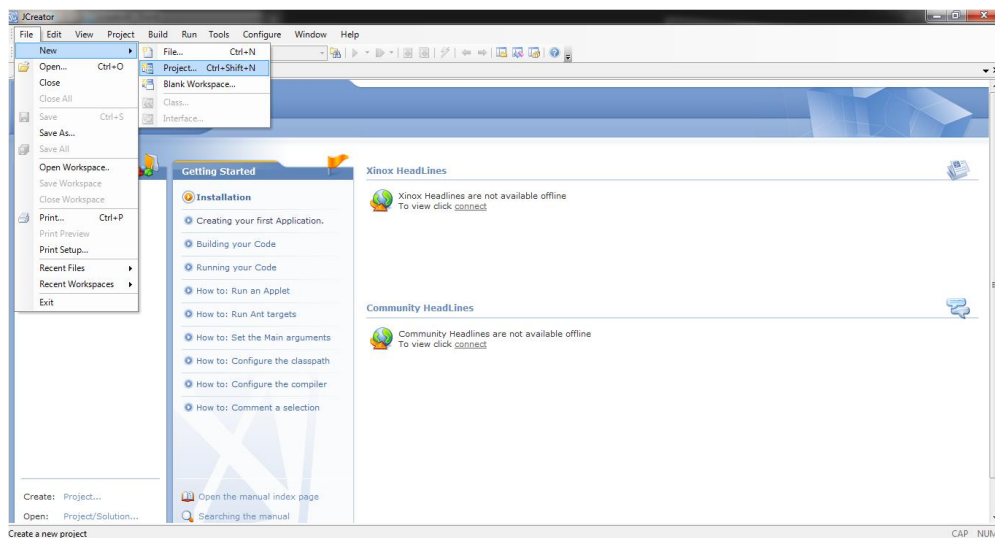 JCreator
File Edit View Project Build Run Tools Configure Window Help
New
Open... Ctrl+O
Close
Close All
Save Ctrl+S
Save As...
Save All
Open Workspace..
Save Workspace
Close Workspace
Print... Ctrl+P
Print Preview
Print Setup...
Recent Files
Recent Workspaces
Exit
File... Ctrl+N
Project... Ctrl+Shift+N
Blank Workspace...
Class...
Interface...
Getting Started
Installation
Creating your first Application.
Building your Code
Running your Code
How to: Run an Applet
How to: Run Ant targets
How to: Set the Main arguments
How to: Configure the classpath
How to: Configure the compiler
How to: Comment a selection
Open the manual index page
Searching the manual
Xinox HeadLines
Xinox Headlines are not available offline
To view click connect
Community HeadLines
Community Headlines are not available offline
To view click connect
Create: Project...
Open: Project/Solution...
Create a new project
CAP NUM